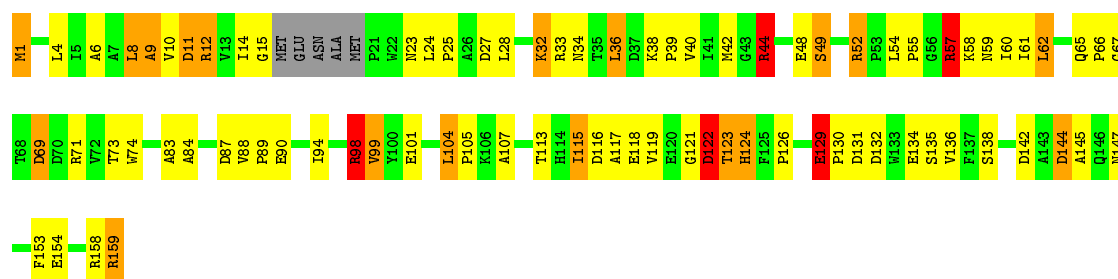 M1 L4 I5 A6 A7 L8 A9 V10 D11 R12 V13 I14 G15 MET GLU ASN ALA MET P21 W22 N23 L24 P25 A26 D27 L28 K32 R33 N34 T35 L36 D37 K38 P39 V40 I41 M42 G43 R44 E48 S49 R52 P53 L54 P55 G56 R57 K58 N59 I60 I61 L62 Q65 P66 G67
T68 D69 D70 R71 V72 T73 W74 A83 A84 D87 V88 P89 E90 I94 R98 V99 Y100 E101 L104 P105 K106 A107 T113 H114 I115 D116 A117 E118 V119 E120 G121 D122 T123 H124 F125 P126 E129 P130 D131 D132 W133 E134 S135 V136 F137 S138 D142 A143 D144 A145 Q146 N147
F153 E154 R158 R159